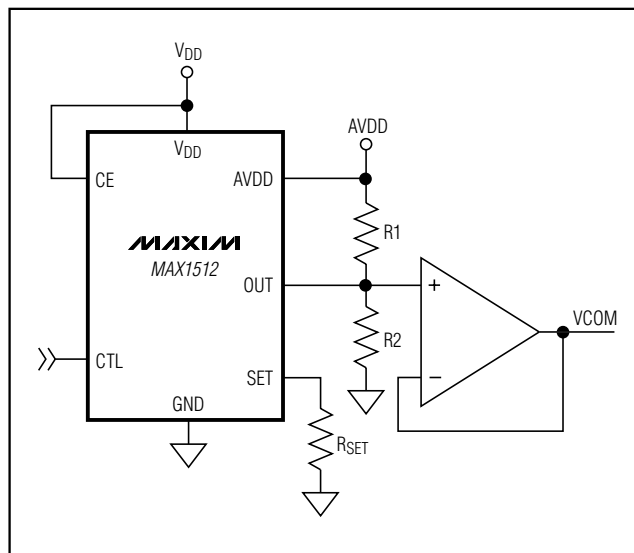 VDD
AVDD
VDD
CE
AVDD
R1
MAXIM
MAX1512
OUT
+
VCOM
R2
CTL
−
SET
GND
RSET